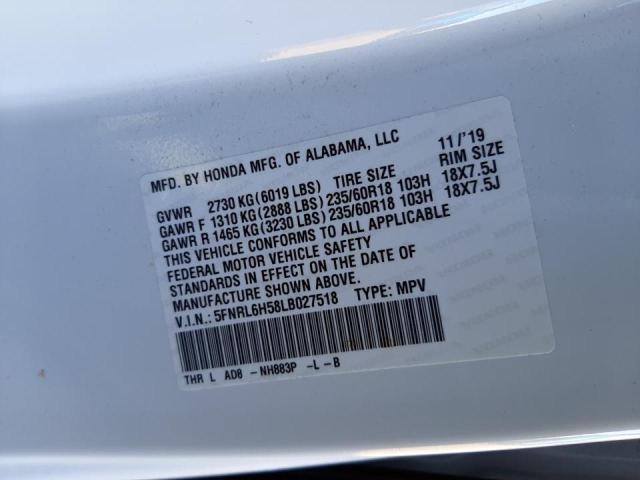 MFD. BY HONDA MFG. OF ALABAMA, LLC 11/'19
GVWR 2730 KG(6019 LBS) TIRE SIZE RIM SIZE
GAWR F 1310 KG(2888 LBS) 235/60R18 103H 18X7.5J
GAWR R 1465 KG(3230 LBS) 235/60R18 103H 18X7.5J
THIS VEHICLE CONFORMS TO ALL APPLICABLE
FEDERAL MOTOR VEHICLE SAFETY
STANDARDS IN EFFECT ON THE DATE OF
MANUFACTURE SHOWN ABOVE.
V.I.N.: 5FNRL6H58LB027518 TYPE: MPV
THR L AD8 -NH883P -L-B